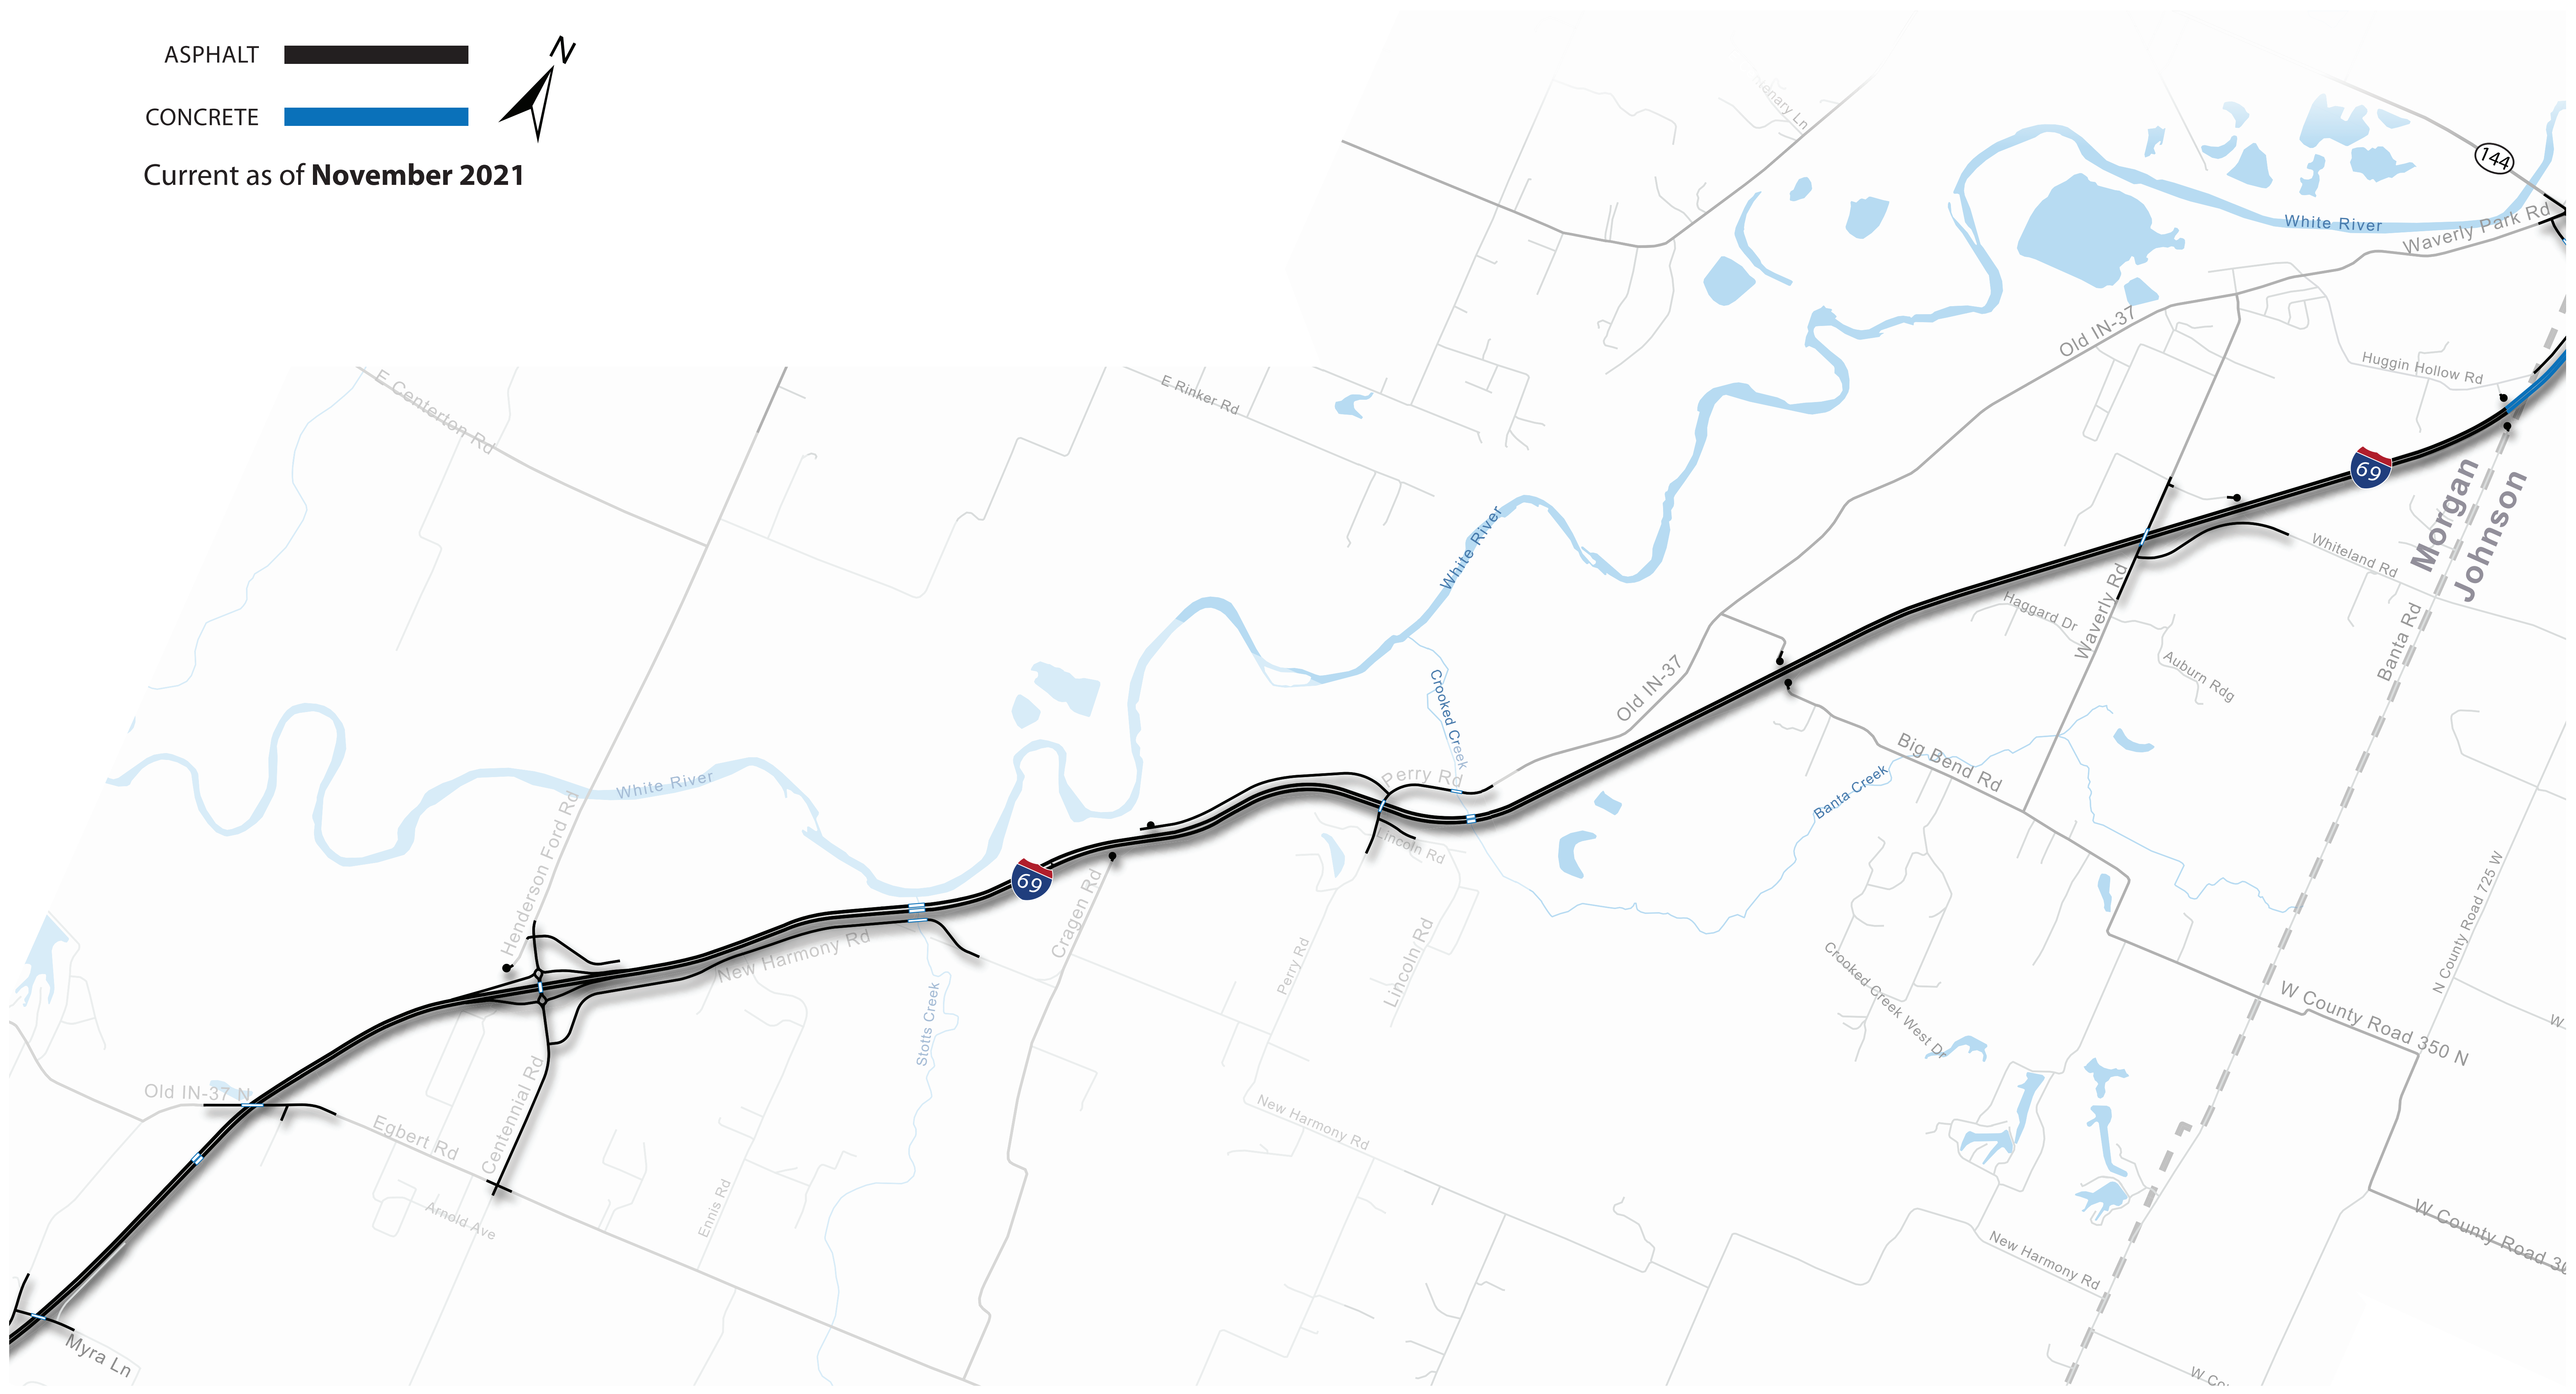 ASPHALT
N
CONCRETE
Current as of November 2021
144
White River
Waverly Park Rd
Old IN-37
Huggin Hollow Rd
E Centerton Rd
E Rinker Rd
69
Morgan
Johnson
White River
Whiteland Rd
Haggard Dr
Waverly Rd
Banta Rd
Auburn Rdg
Old IN-37
Crooked Creek
Big Bend Rd
White River
Perry Rd
Banta Creek
Henderson Ford Rd
Lincoln Rd
69
Cragen Rd
N County Road 725 W
New Harmony Rd
Perry Rd
Lincoln Rd
Crooked Creek West Dr
Stotts Creek
W County Road 350 N
W
Old IN-37 N
Egbert Rd
Centennial Rd
New Harmony Rd
Arnold Ave
Ennis Rd
W County Road 30
New Harmony Rd
Myra Ln
W Co